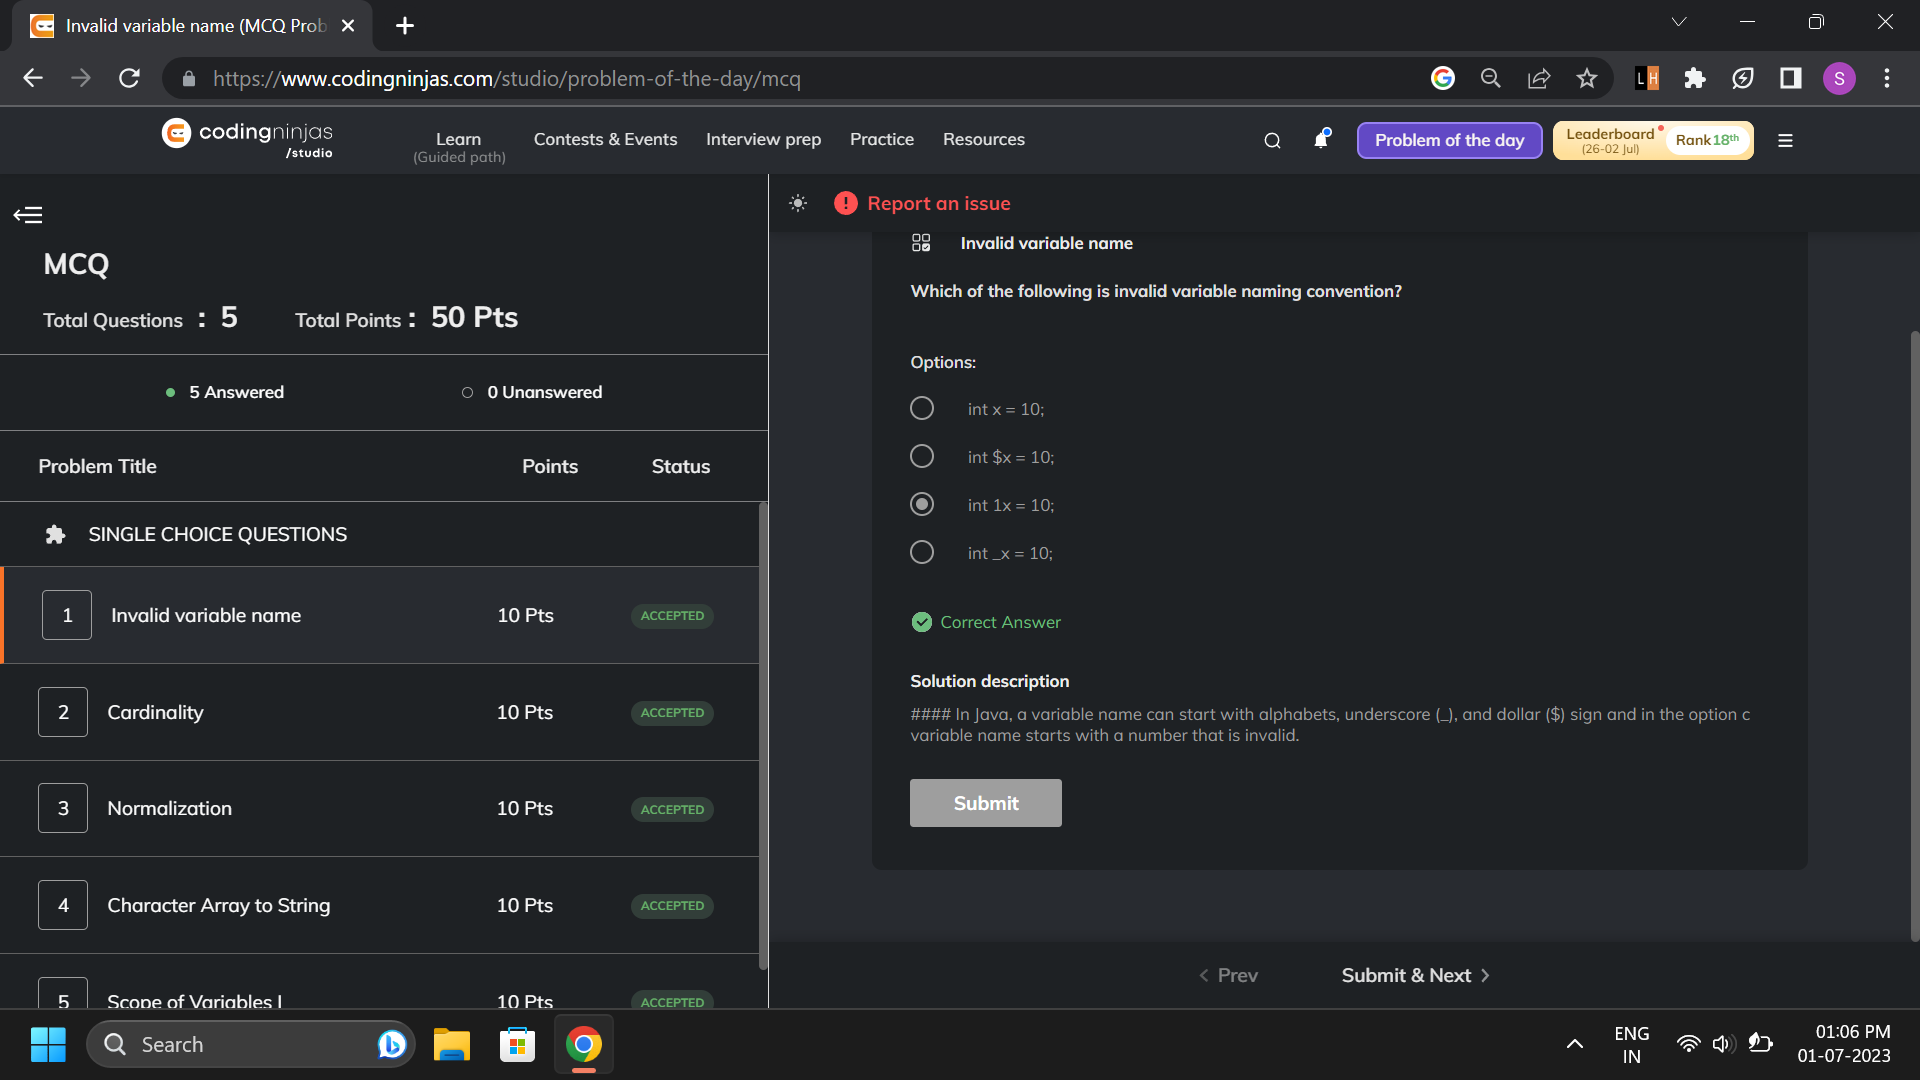 Invalid variable name (MCQ Prob
https://www.codingninjas.com/studio/problem-of-the-day/mcq
LH
S
codingninjas
/studio
Learn
(Guided path)
Contests & Events
Interview prep
Practice
Resources
Problem of the day
Leaderboard
(26-02 Jul)
Rank18th
Report an issue
MCQ
Total Questions : 5 Total Points : 50 Pts
5 Answered 0 Unanswered
Problem Title Points Status
SINGLE CHOICE QUESTIONS
1 Invalid variable name 10 Pts ACCEPTED
2 Cardinality 10 Pts ACCEPTED
3 Normalization 10 Pts ACCEPTED
4 Character Array to String 10 Pts ACCEPTED
5 Scope of Variables I 10 Pts ACCEPTED
Invalid variable name
Which of the following is invalid variable naming convention?
Options:
int x = 10;
int $x = 10;
int 1x = 10;
int _x = 10;
Correct Answer
Solution description
#### In Java, a variable name can start with alphabets, underscore (_), and dollar ($) sign and in the option c
variable name starts with a number that is invalid.
Submit
< Prev Submit & Next >
Search
ENG
IN
01:06 PM
01-07-2023